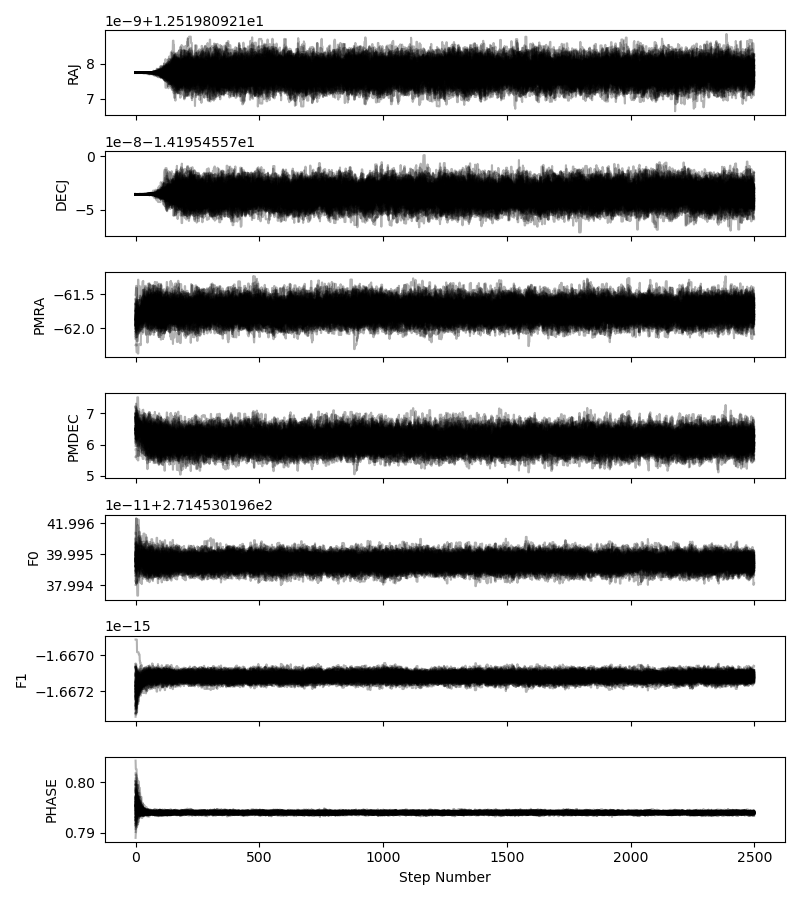 1e−9+1.251980921e1
8
7
RAJ
1e−8−1.41954557e1
0
−5
DECJ
−61.5
−62.0
PMRA
7
6
5
PMDEC
1e−11+2.714530196e2
41.996
39.995
37.994
F0
1e−15
−1.6670
−1.6672
F1
0.80
0.79
PHASE
0 500 1000 1500 2000 2500
Step Number